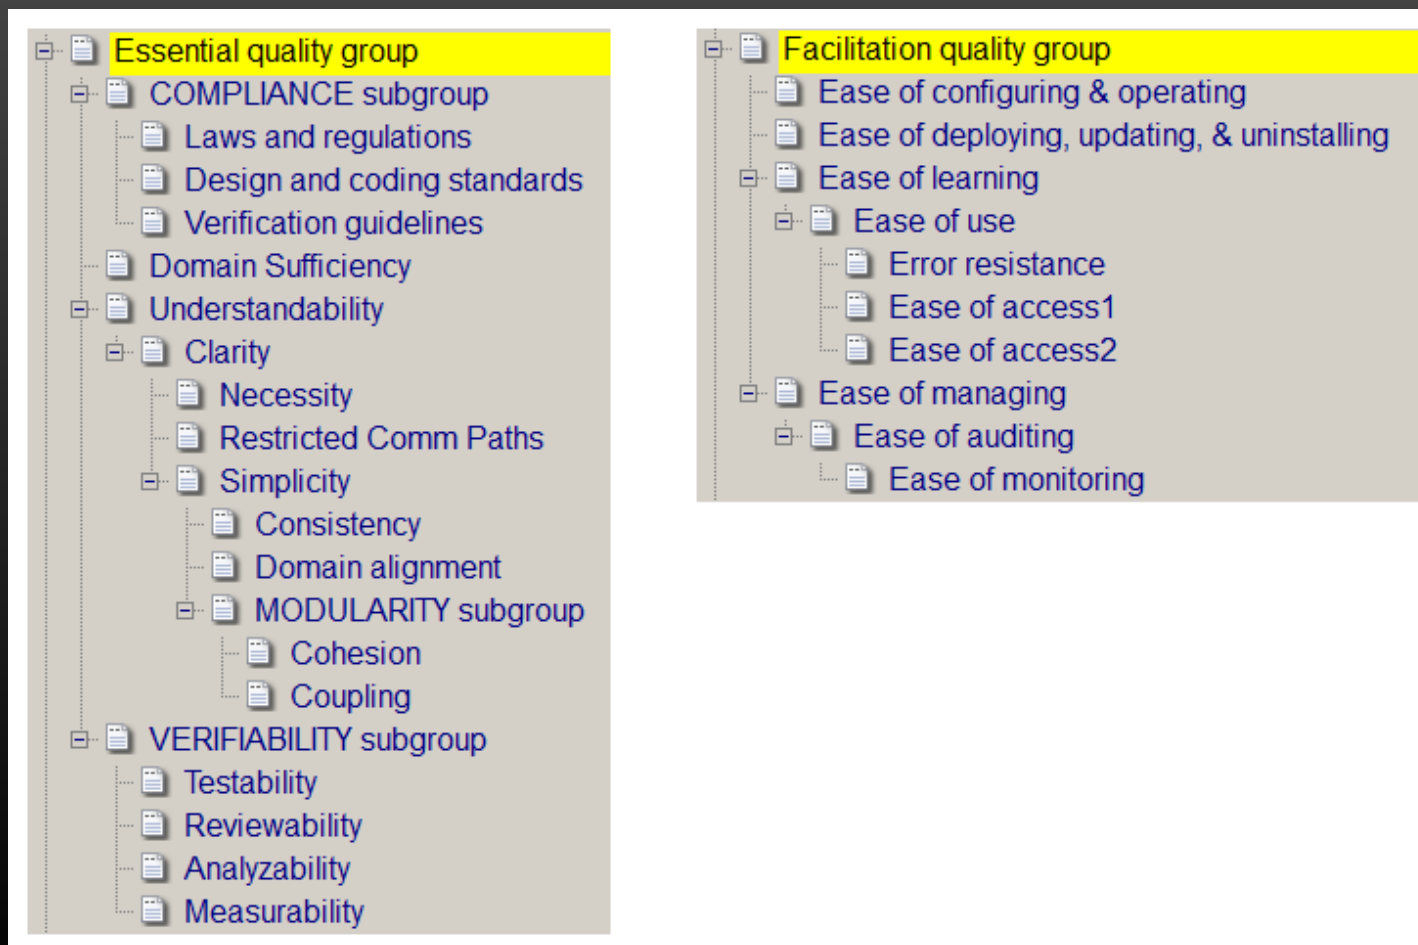 Essential quality group
COMPLIANCE subgroup
Laws and regulations
Design and coding standards
Verification guidelines
Domain Sufficiency
Understandability
Clarity
Necessity
Restricted Comm Paths
Simplicity
Consistency
Domain alignment
MODULARITY subgroup
Cohesion
Coupling
VERIFIABILITY subgroup
Testability
Reviewability
Analyzability
Measurability
Facilitation quality group
Ease of configuring & operating
Ease of deploying, updating, & uninstalling
Ease of learning
Ease of use
Error resistance
Ease of access1
Ease of access2
Ease of managing
Ease of auditing
Ease of monitoring